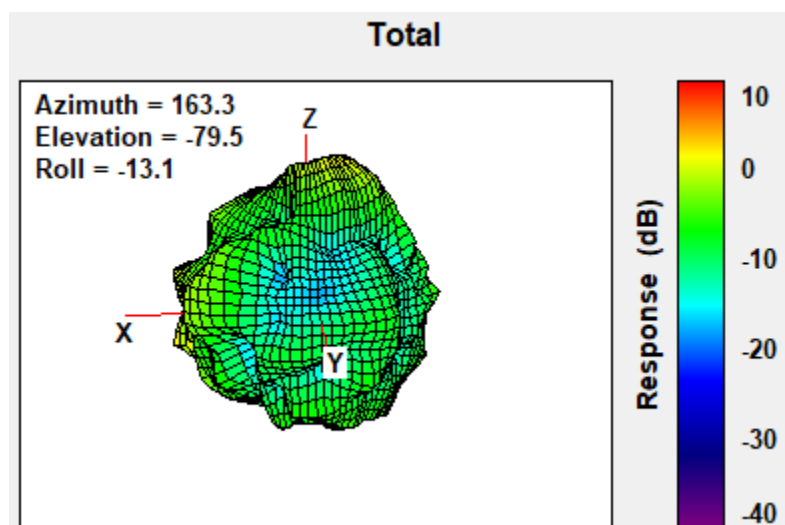 Total
Azimuth = 163.3
Elevation = -79.5
Roll = -13.1
Z
X
Y
Response (dB)
10
0
-10
-20
-30
-40